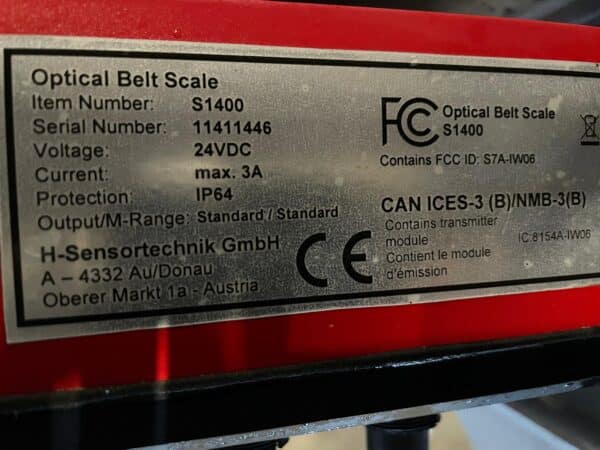 Optical Belt Scale
Item Number: S1400
Serial Number: 11411446
Voltage: 24VDC
Current: max. 3A
Protection: IP64
Output/M-Range: Standard / Standard
H-Sensortechnik GmbH
A – 4332 Au/Donau
Oberer Markt 1a - Austria
CE
FCC Optical Belt Scale
S1400
Contains FCC ID: S7A-IW06
CAN ICES-3 (B)/NMB-3(B)
Contains transmitter
module
Contient le module
d'émission
IC:8154A-IW06